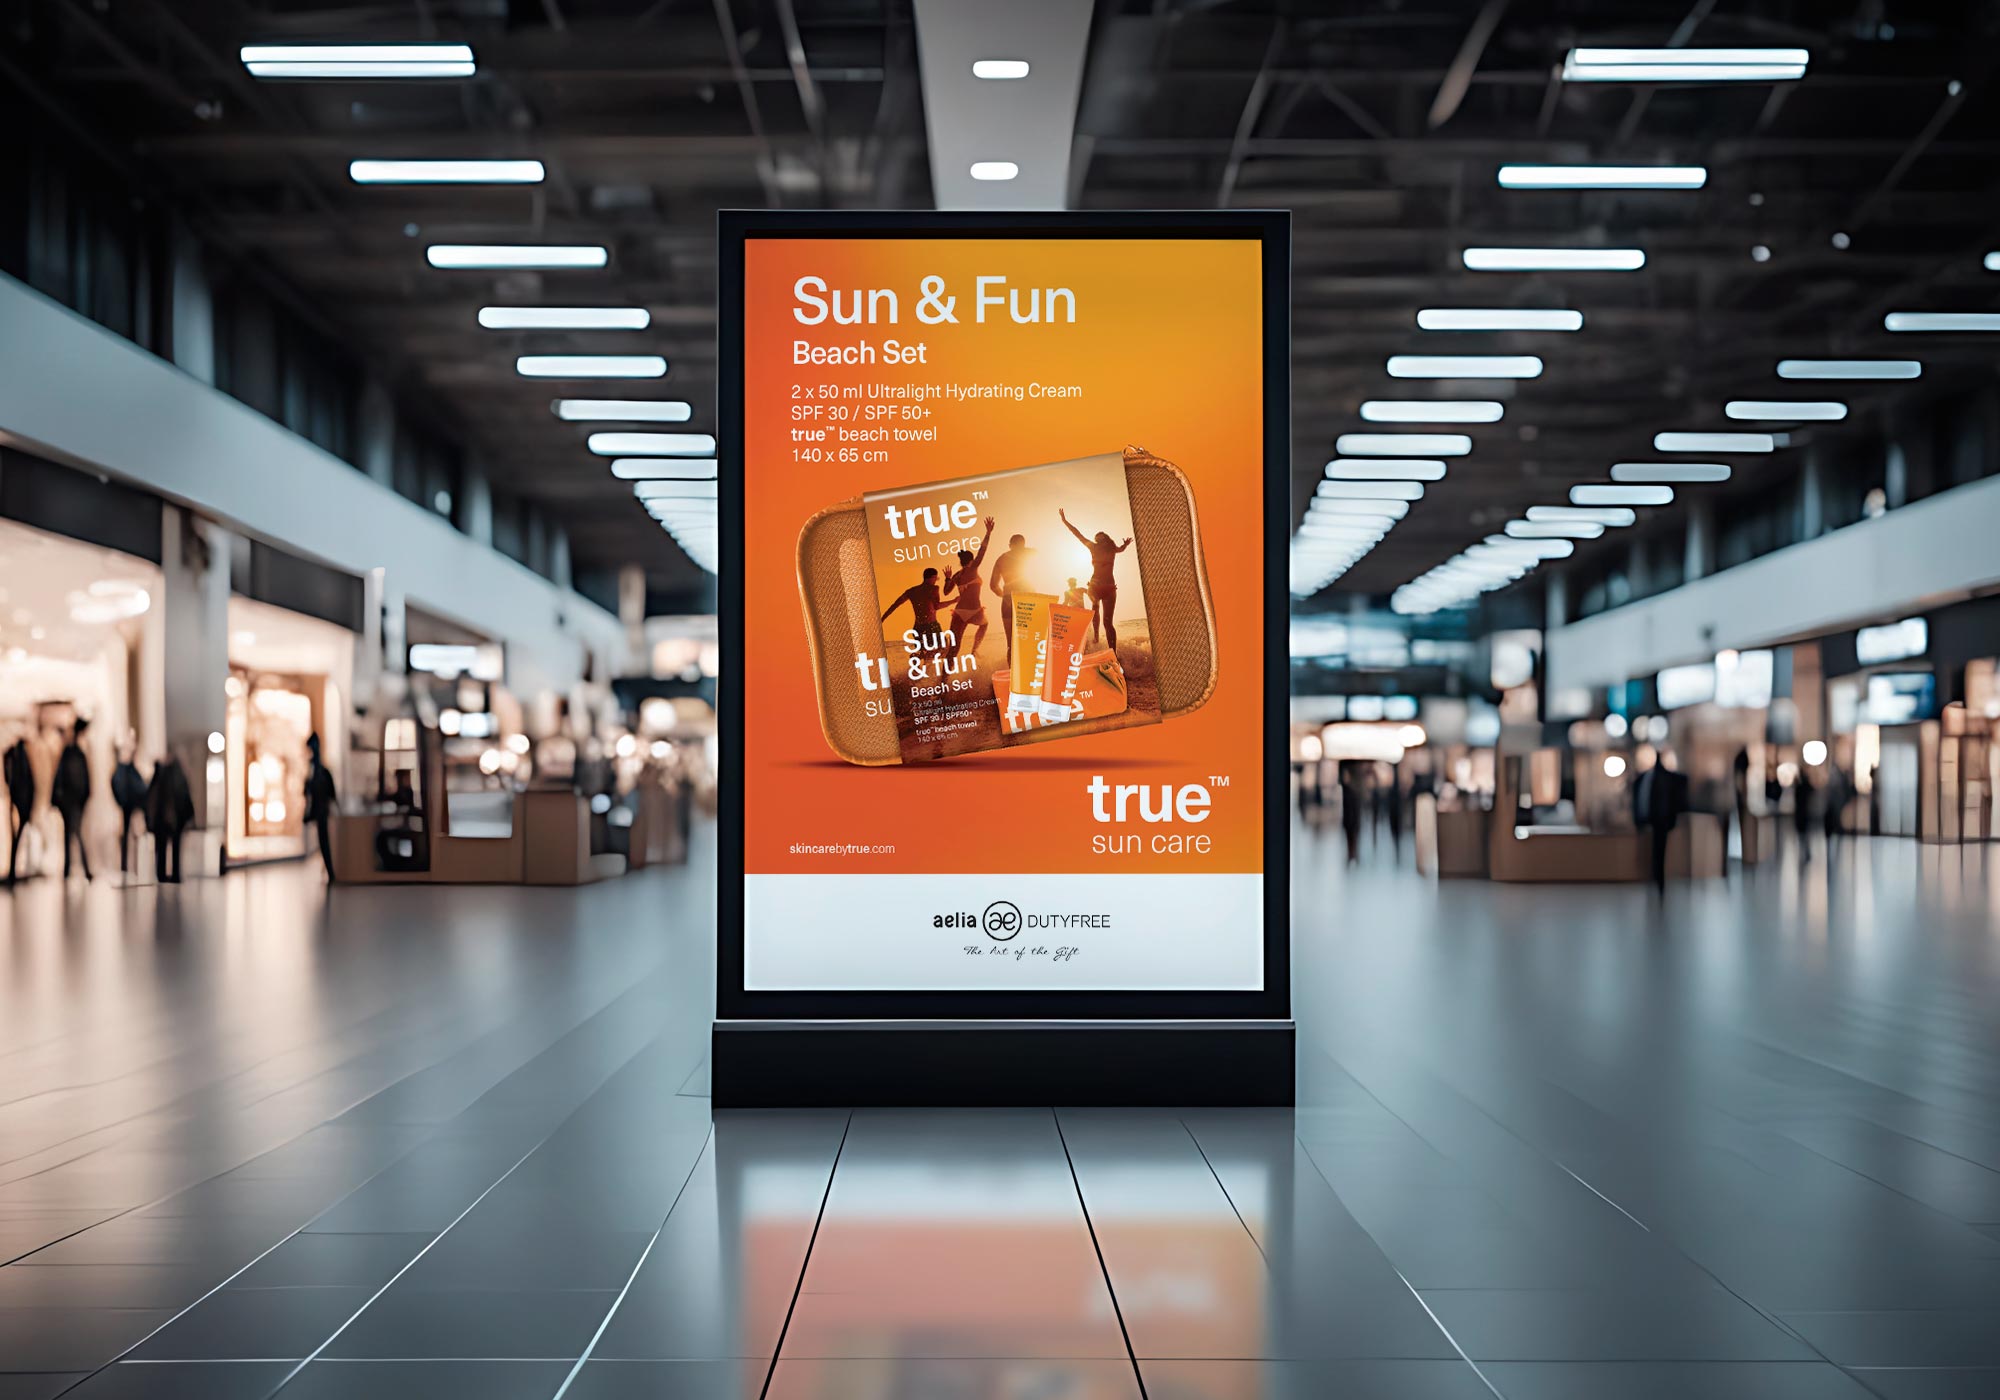 Sun & Fun
Beach Set
2 x 50 ml Ultralight Hydrating Cream
SPF 30 / SPF 50+
true™ beach towel
140 x 65 cm
true™
sun care
Sun
& fun
Beach Set
2 x 50 ml
Ultralight Hydrating Cream
SPF 30 / SPF50+
true™ beach towel
140 x 65 cm
true™
true™
true™
sun care
skincarebytrue.com
aelia æ DUTYFREE
The Art of the Gift